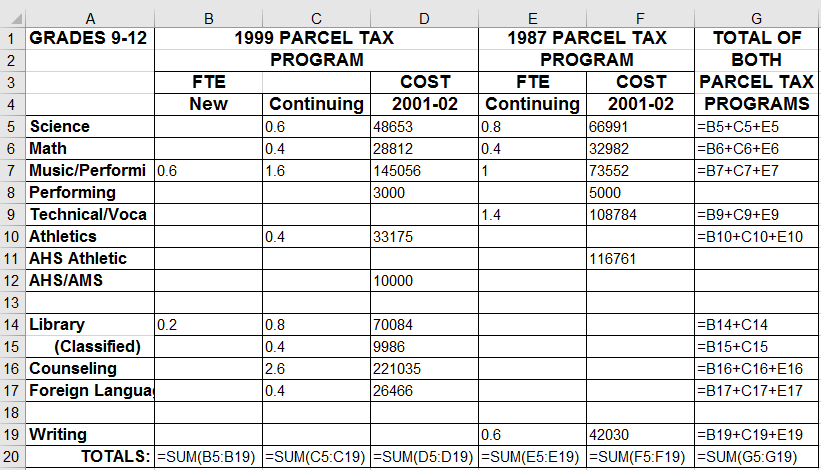 A B C D E F G
1 GRADES 9-12 1999 PARCEL TAX 1987 PARCEL TAX TOTAL OF
2 PROGRAM PROGRAM BOTH
3 FTE COST FTE COST PARCEL TAX
4 New Continuing 2001-02 Continuing 2001-02 PROGRAMS
5 Science 0.6 48653 0.8 66991 =B5+C5+E5
6 Math 0.4 28812 0.4 32982 =B6+C6+E6
7 Music/Performi 0.6 1.6 145056 1 73552 =B7+C7+E7
8 Performing 3000 5000
9 Technical/Voca 1.4 108784 =B9+C9+E9
10 Athletics 0.4 33175 =B10+C10+E10
11 AHS Athletic 116761
12 AHS/AMS 10000
13
14 Library 0.2 0.8 70084 =B14+C14
15 (Classified) 0.4 9986 =B15+C15
16 Counseling 2.6 221035 =B16+C16+E16
17 Foreign Langua 0.4 26466 =B17+C17+E17
18
19 Writing 0.6 42030 =B19+C19+E19
20 TOTALS: =SUM(B5:B19) =SUM(C5:C19) =SUM(D5:D19) =SUM(E5:E19) =SUM(F5:F19) =SUM(G5:G19)